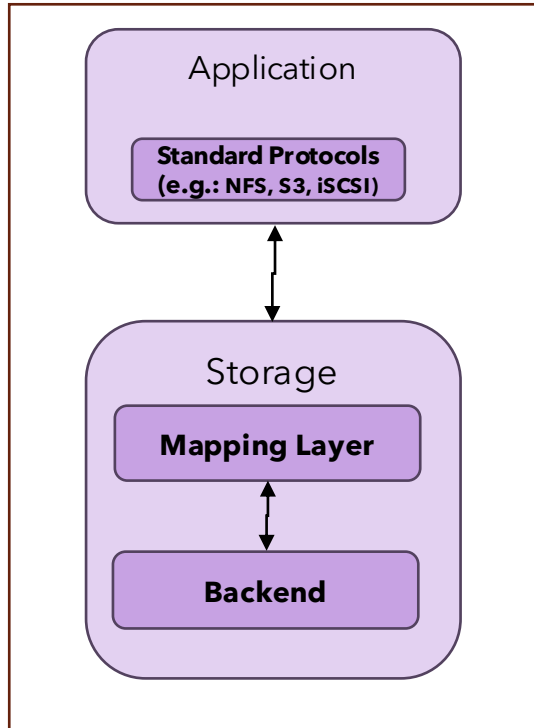 Application
Standard Protocols
(e.g.: NFS, S3, iSCSI)
Storage
Mapping Layer
Backend